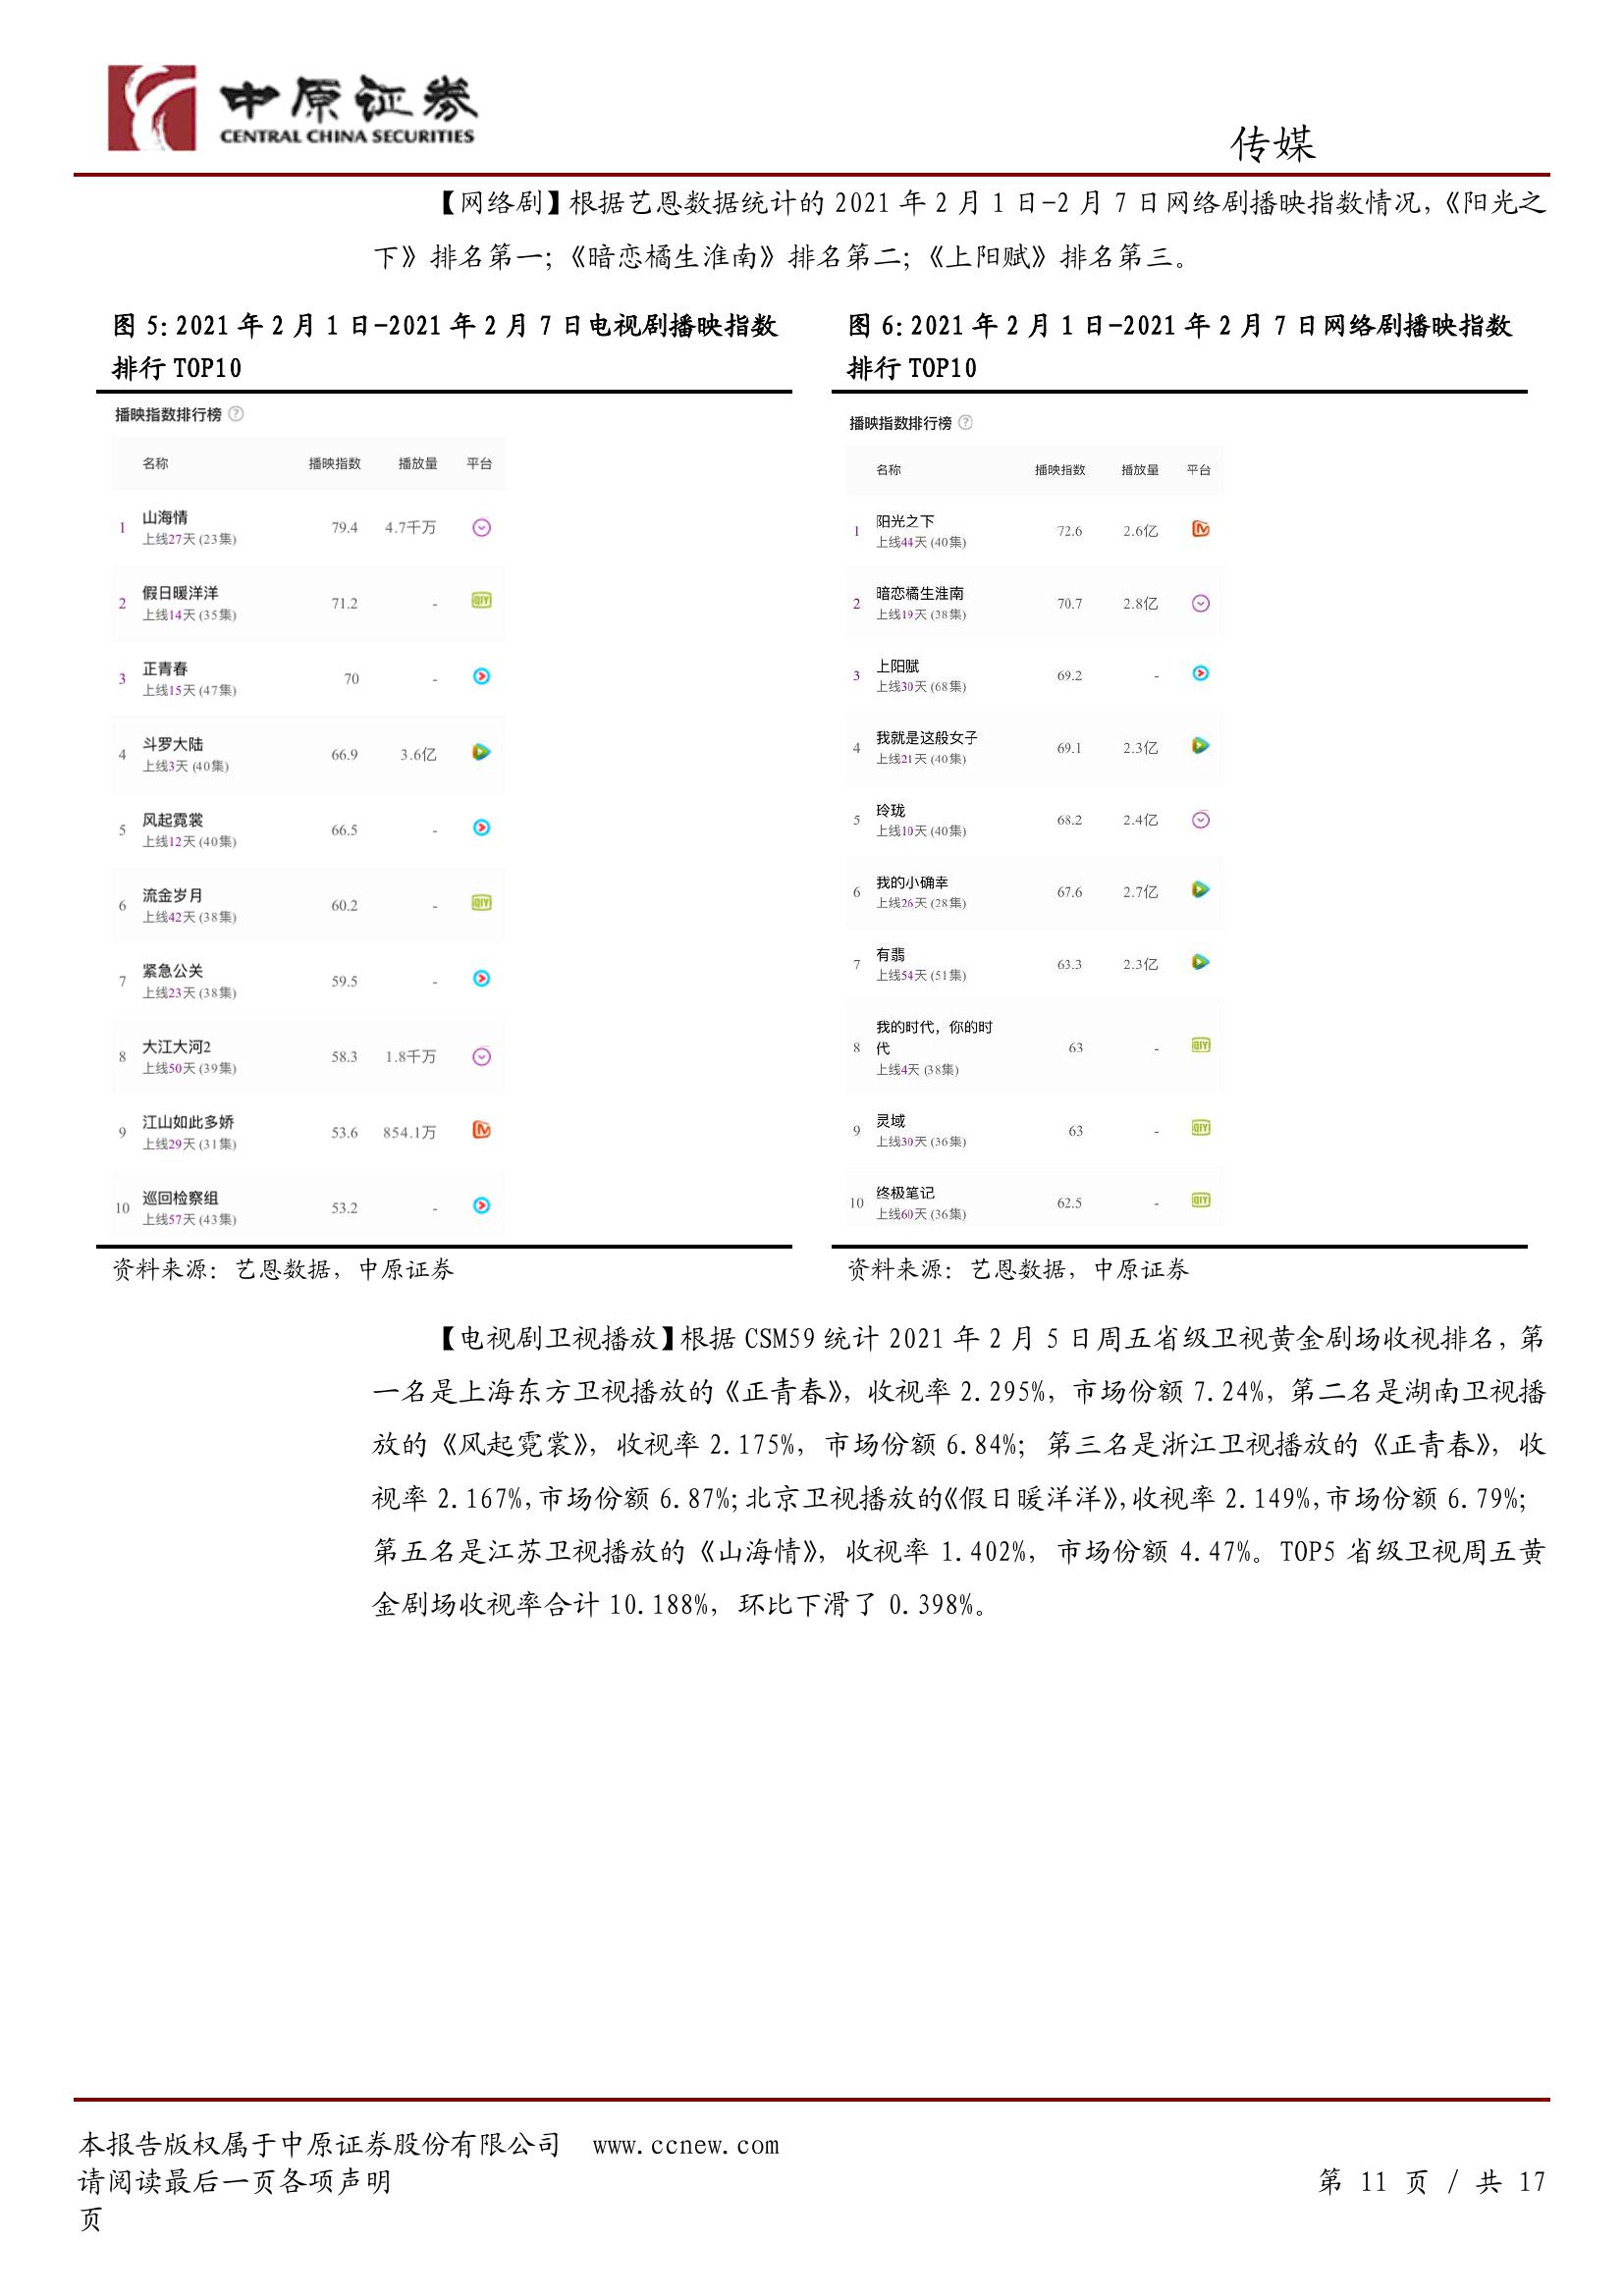 中原证券
CENTRAL CHINA SECURITIES
传媒
【网络剧】根据艺恩数据统计的 2021 年 2 月 1 日-2 月 7 日网络剧播映指数情况，《阳光之
下》排名第一；《暗恋橘生淮南》排名第二；《上阳赋》排名第三。
图 5：2021 年 2 月 1 日-2021 年 2 月 7 日电视剧播映指数
排行 TOP10
播映指数排行榜 ?
名称 播映指数 播放量 平台
1 山海情 79.4 4.7千万
上线27天 (23集)
2 假日暖洋洋 71.2 - QIY
上线14天 (35集)
3 正青春 70 -
上线15天 (47集)
4 斗罗大陆 66.9 3.6亿
上线3天 (40集)
5 风起霓裳 66.5 -
上线12天 (40集)
6 流金岁月 60.2 - QIY
上线42天 (38集)
7 紧急公关 59.5 -
上线23天 (38集)
8 大江大河2 58.3 1.8千万
上线50天 (39集)
9 江山如此多娇 53.6 854.1万
上线29天 (31集)
10 巡回检察组 53.2 -
上线57天 (43集)
资料来源：艺恩数据，中原证券
图 6：2021 年 2 月 1 日-2021 年 2 月 7 日网络剧播映指数
排行 TOP10
播映指数排行榜 ?
名称 播映指数 播放量 平台
1 阳光之下 72.6 2.6亿
上线44天 (40集)
2 暗恋橘生淮南 70.7 2.8亿
上线19天 (38集)
3 上阳赋 69.2 -
上线30天 (68集)
4 我就是这般女子 69.1 2.3亿
上线21天 (40集)
5 玲珑 68.2 2.4亿
上线10天 (40集)
6 我的小确幸 67.6 2.7亿
上线26天 (28集)
7 有翡 63.3 2.3亿
上线54天 (51集)
8 我的时代，你的时
代 63 - QIY
上线4天 (38集)
9 灵域 63 - QIY
上线30天 (36集)
10 终极笔记 62.5 - QIY
上线60天 (36集)
资料来源：艺恩数据，中原证券
【电视剧卫视播放】根据 CSM59 统计 2021 年 2 月 5 日周五省级卫视黄金剧场收视排名，第
一名是上海东方卫视播放的《正青春》，收视率 2.295%，市场份额 7.24%，第二名是湖南卫视播
放的《风起霓裳》，收视率 2.175%，市场份额 6.84%；第三名是浙江卫视播放的《正青春》，收
视率 2.167%，市场份额 6.87%；北京卫视播放的《假日暖洋洋》，收视率 2.149%，市场份额 6.79%；
第五名是江苏卫视播放的《山海情》，收视率 1.402%，市场份额 4.47%。TOP5 省级卫视周五黄
金剧场收视率合计 10.188%，环比下滑了 0.398%。
本报告版权属于中原证券股份有限公司 www.ccnew.com
请阅读最后一页各项声明 第 11 页 / 共 17
页